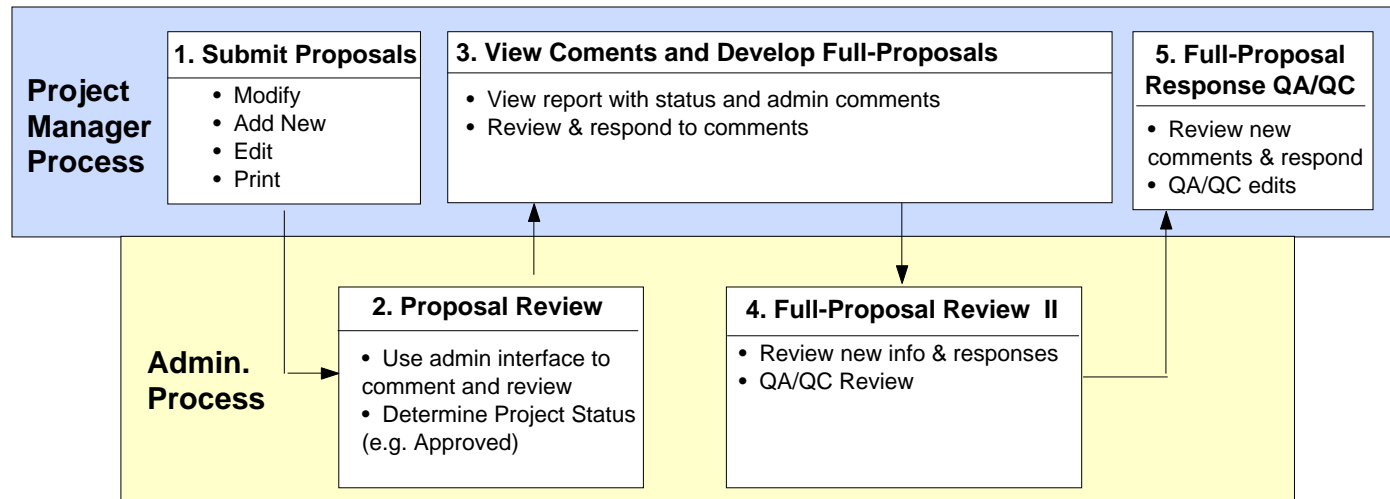 Project
Manager
Process
1. Submit Proposals
• Modify
• Add New
• Edit
• Print
3. View Coments and Develop Full-Proposals
• View report with status and admin comments
• Review & respond to comments
5. Full-Proposal
Response QA/QC
• Review new
comments & respond
• QA/QC edits
Admin.
Process
2. Proposal Review
• Use admin interface to
comment and review
• Determine Project Status
(e.g. Approved)
4. Full-Proposal Review II
• Review new info & responses
• QA/QC Review